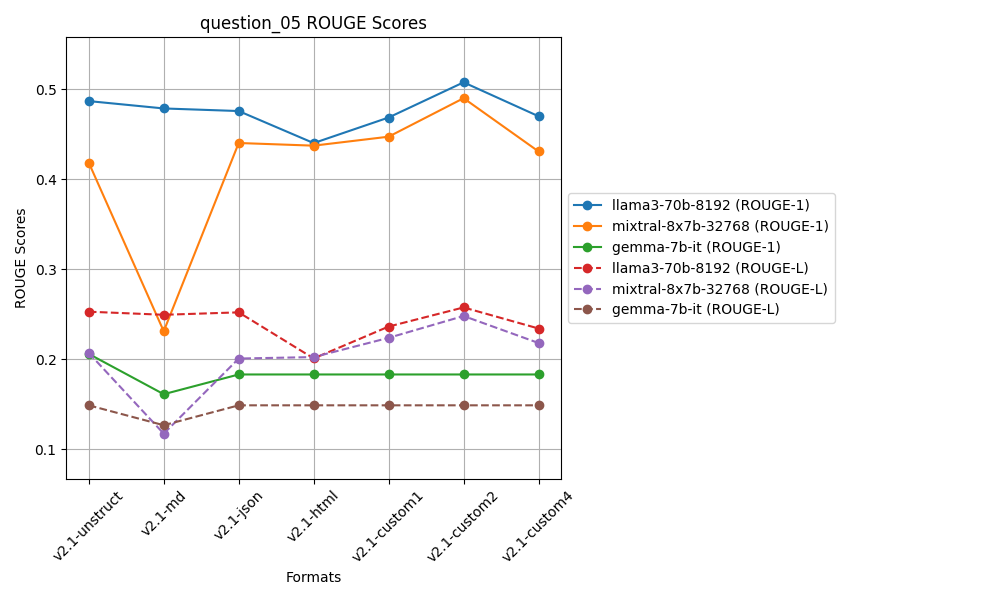 question_05 ROUGE Scores
ROUGE Scores
0.5
0.4
0.3
0.2
0.1
v2.1-unstruct
v2.1-md
v2.1-json
v2.1-html
v2.1-custom1
v2.1-custom2
v2.1-custom4
Formats
llama3-70b-8192 (ROUGE-1)
mixtral-8x7b-32768 (ROUGE-1)
gemma-7b-it (ROUGE-1)
llama3-70b-8192 (ROUGE-L)
mixtral-8x7b-32768 (ROUGE-L)
gemma-7b-it (ROUGE-L)